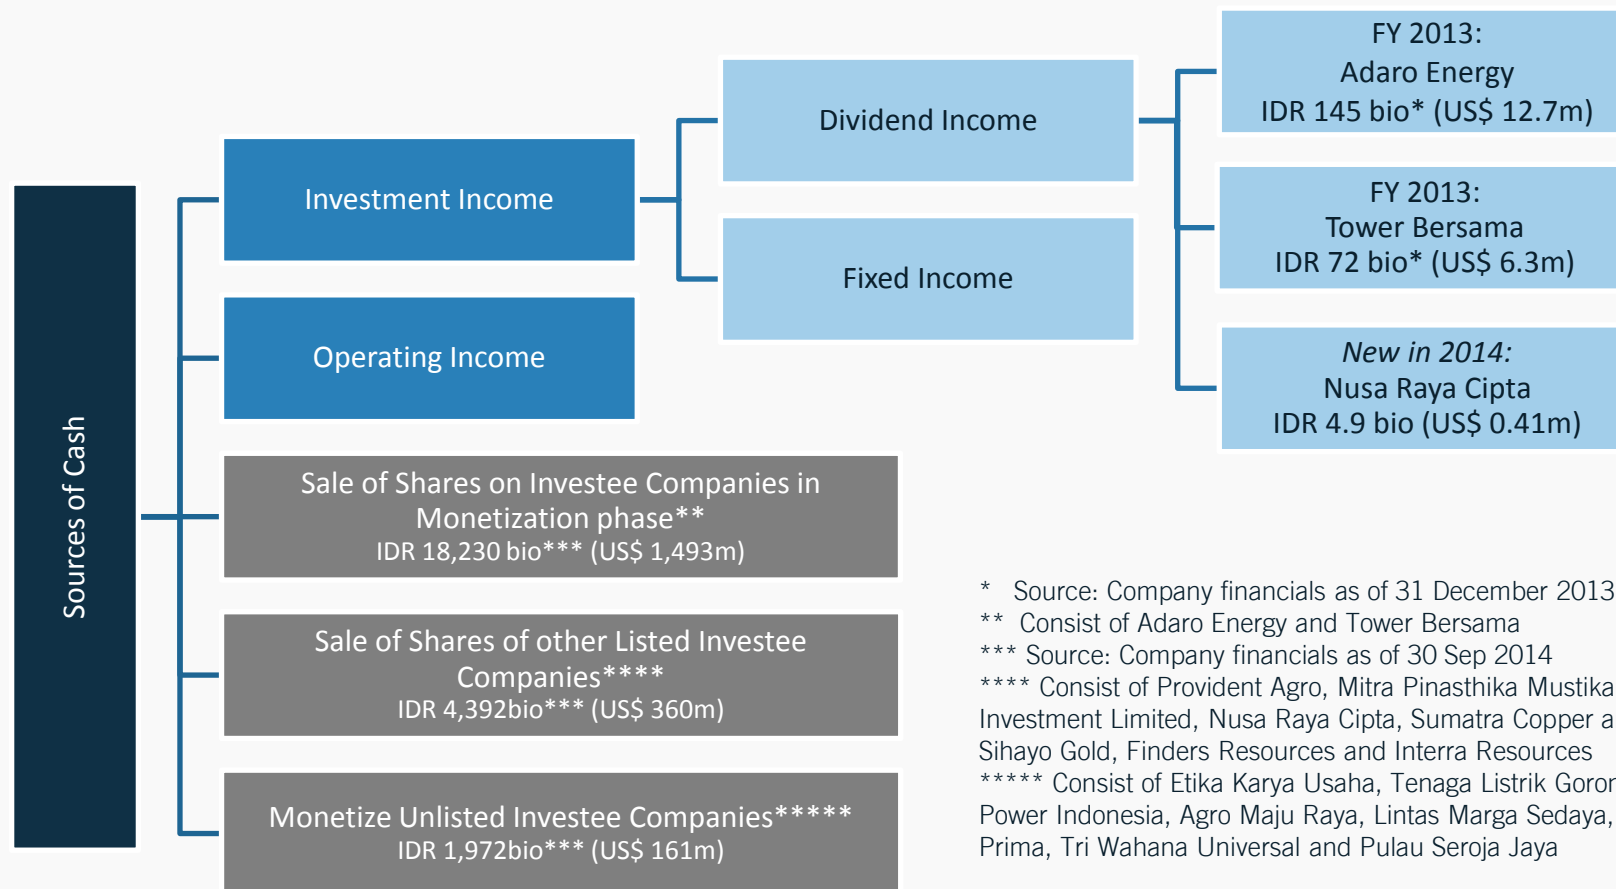 Sources of Cash
Investment Income
Operating Income
Sale of Shares on Investee Companies in
Monetization phase**
IDR 18,230 bio*** (US$ 1,493m)
Sale of Shares of other Listed Investee
Companies****
IDR 4,392bio*** (US$ 360m)
Monetize Unlisted Investee Companies*****
IDR 1,972bio*** (US$ 161m)
Dividend Income
Fixed Income
FY 2013:
Adaro Energy
IDR 145 bio* (US$ 12.7m)
FY 2013:
Tower Bersama
IDR 72 bio* (US$ 6.3m)
New in 2014:
Nusa Raya Cipta
IDR 4.9 bio (US$ 0.41m)
* Source: Company financials as of 31 December 2013
** Consist of Adaro Energy and Tower Bersama
*** Source: Company financials as of 30 Sep 2014
**** Consist of Provident Agro, Mitra Pinasthika Mustika
Investment Limited, Nusa Raya Cipta, Sumatra Copper
Sihayo Gold, Finders Resources and Interra Resources
***** Consist of Etika Karya Usaha, Tenaga Listrik
Power Indonesia, Agro Maju Raya, Lintas Marga Sedaya,
Prima, Tri Wahana Universal and Pulau Seroja Jaya